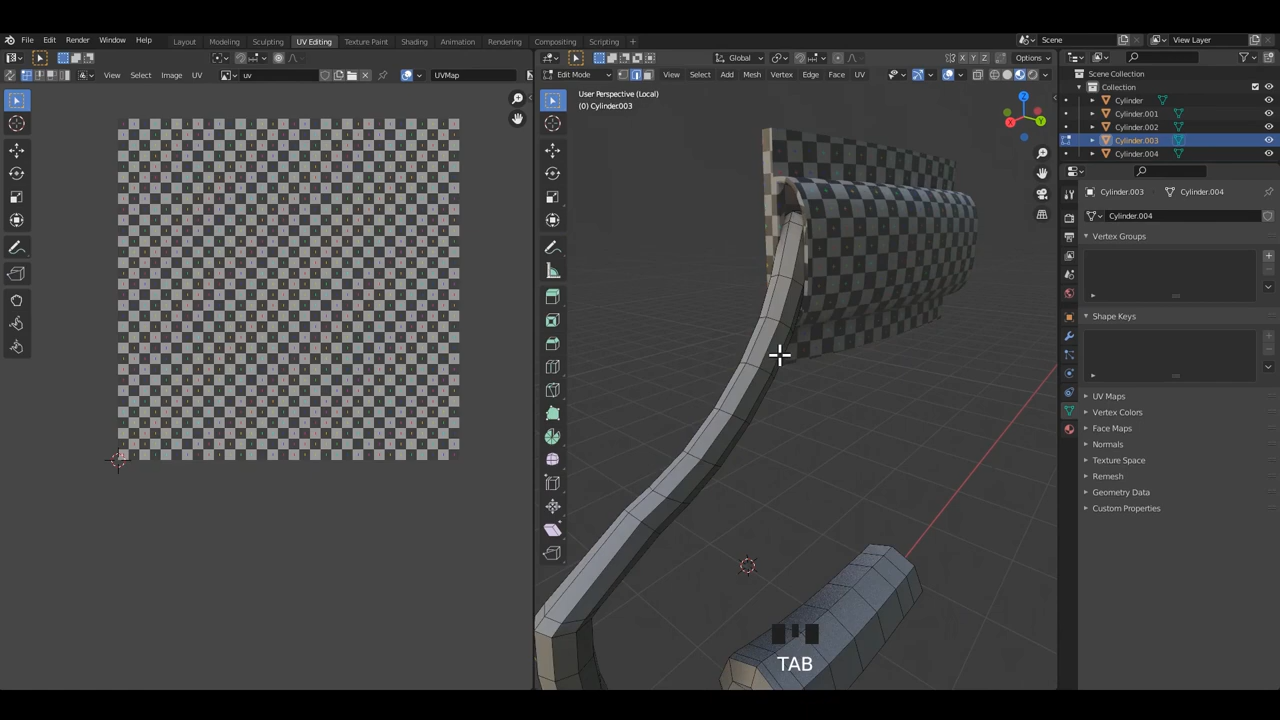 File Edit Render Window Help Layout Modeling Sculpting UV Editing Texture Paint Shading Animation Rendering Compositing Scripting + Scene View Layer
Global Options
View Select Image UV uv UVMap Edit Mode View Select Add Mesh Vertex Edge Face UV X Y Z
Scene Collection
Collection
Cylinder
Cylinder.001
Cylinder.002
Cylinder.003
Cylinder.004
User Perspective (Local)
(0) Cylinder.003
Z
X Y
Cylinder.003 Cylinder.004
Cylinder.004
Vertex Groups
Shape Keys
UV Maps
Vertex Colors
Face Maps
Normals
Texture Space
Remesh
Geometry Data
Custom Properties
TAB